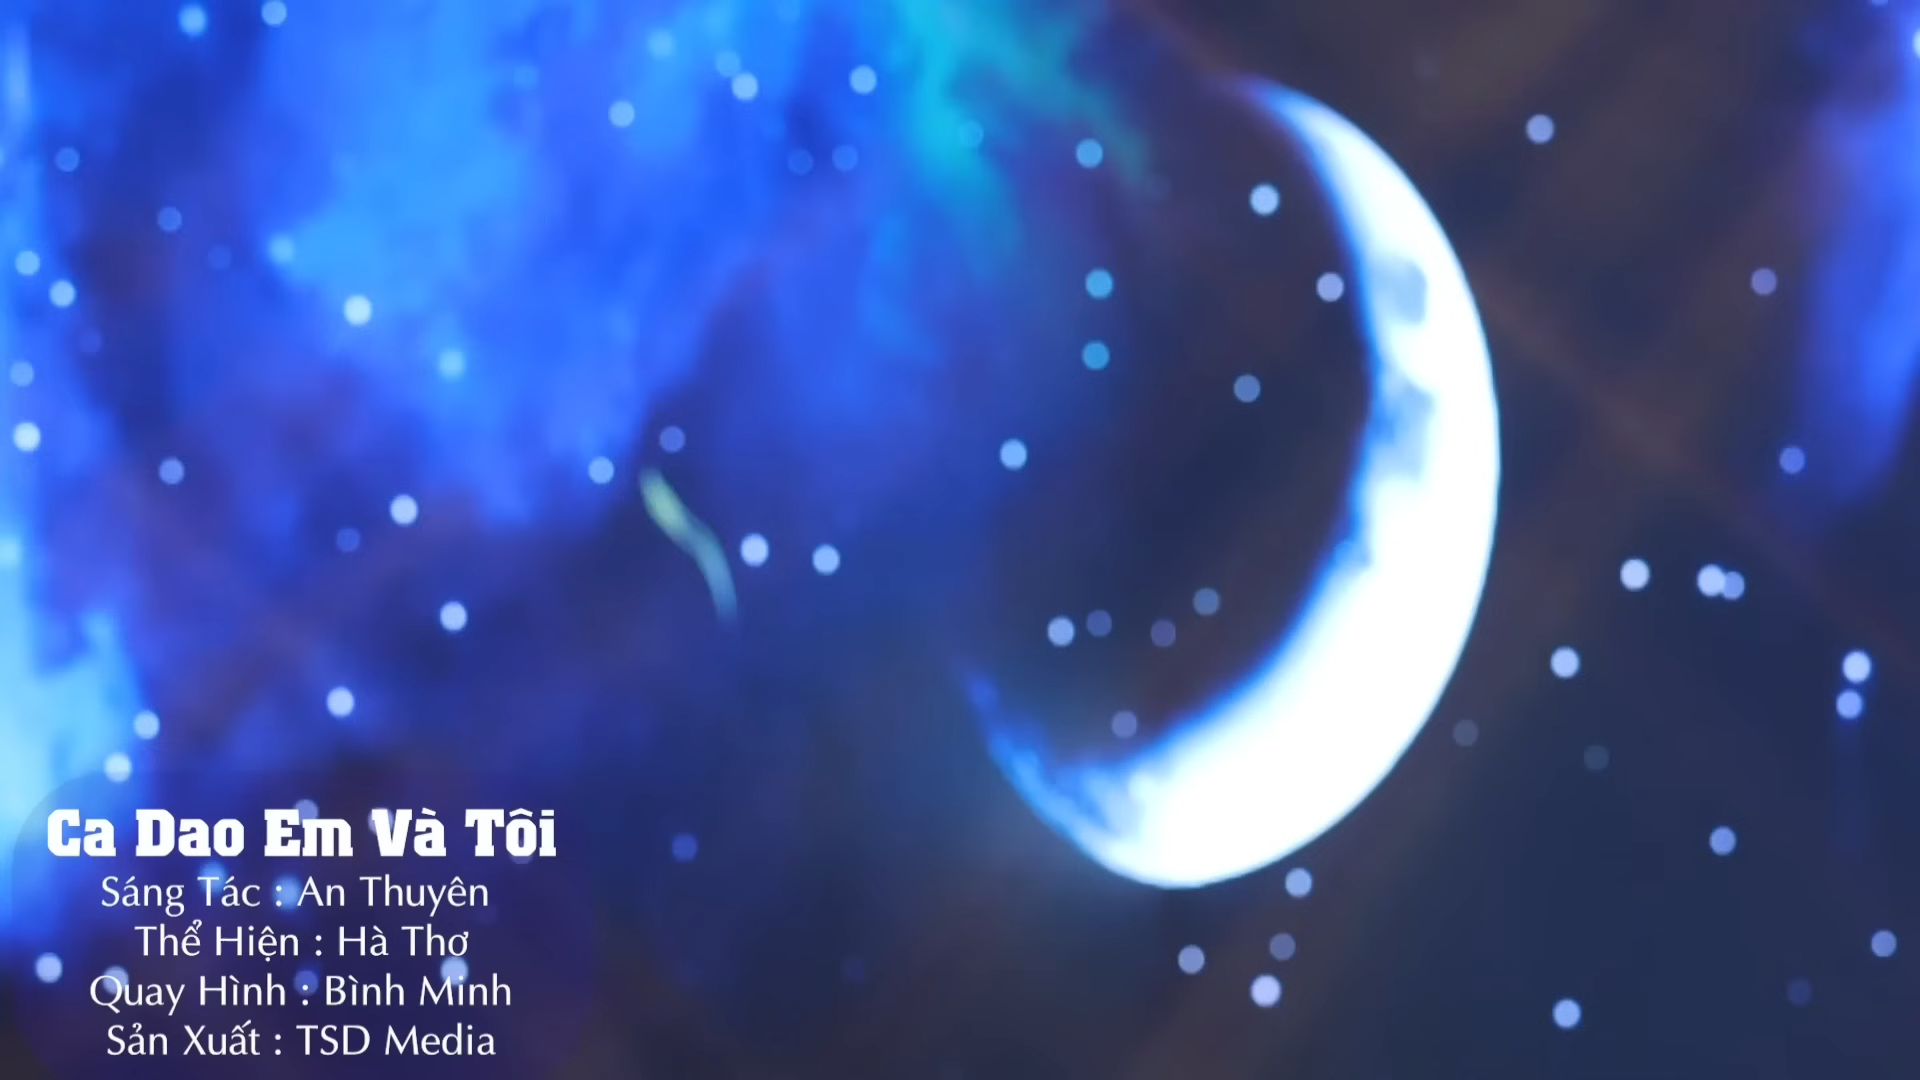 Ca Dao Em Và Tôi
Sáng Tác : An Thuyên
Thể Hiện : Hà Thơ
Quay Hình : Bình Minh
Sản Xuất : TSD Media